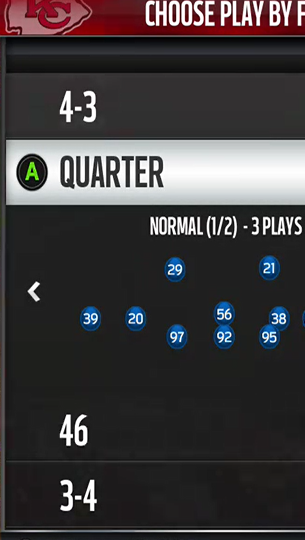 KC
CHOOSE PLAY BY F
4-3
A QUARTER
NORMAL (1/2) - 3 PLAYS
29 21
39 20 56 38
97 92 95
46
3-4